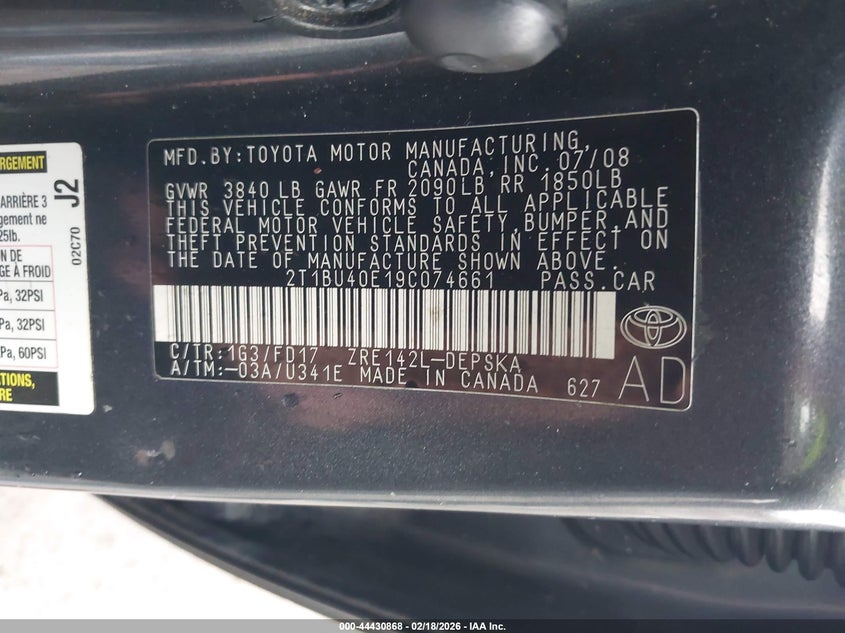 RGEMENT
ARRIÈRE 3
gement ne
25lb.
ON DE
GE À FROID
Pa, 32PSI
Pa, 32PSI
Pa, 60PSI
ATIONS,
RE
J2
02C70
MFD.BY:TOYOTA MOTOR MANUFACTURING,
CANADA,INC.07/08
GVWR 3840 LB GAWR FR 2090LB RR 1850LB
THIS VEHICLE CONFORMS TO ALL APPLICABLE
FEDERAL MOTOR VEHICLE SAFETY,BUMPER,AND
THEFT PREVENTION STANDARDS IN EFFECT ON
THE DATE OF MANUFACTURE SHOWN ABOVE.
2T1BU40E19C074661 PASS.CAR
C/TR:1G3/FD17 ZRE142L-DEPSKA
A/TM:-03A/U341E MADE IN CANADA 627
AD
000-44430868 - 02/18/2026 - IAA Inc.